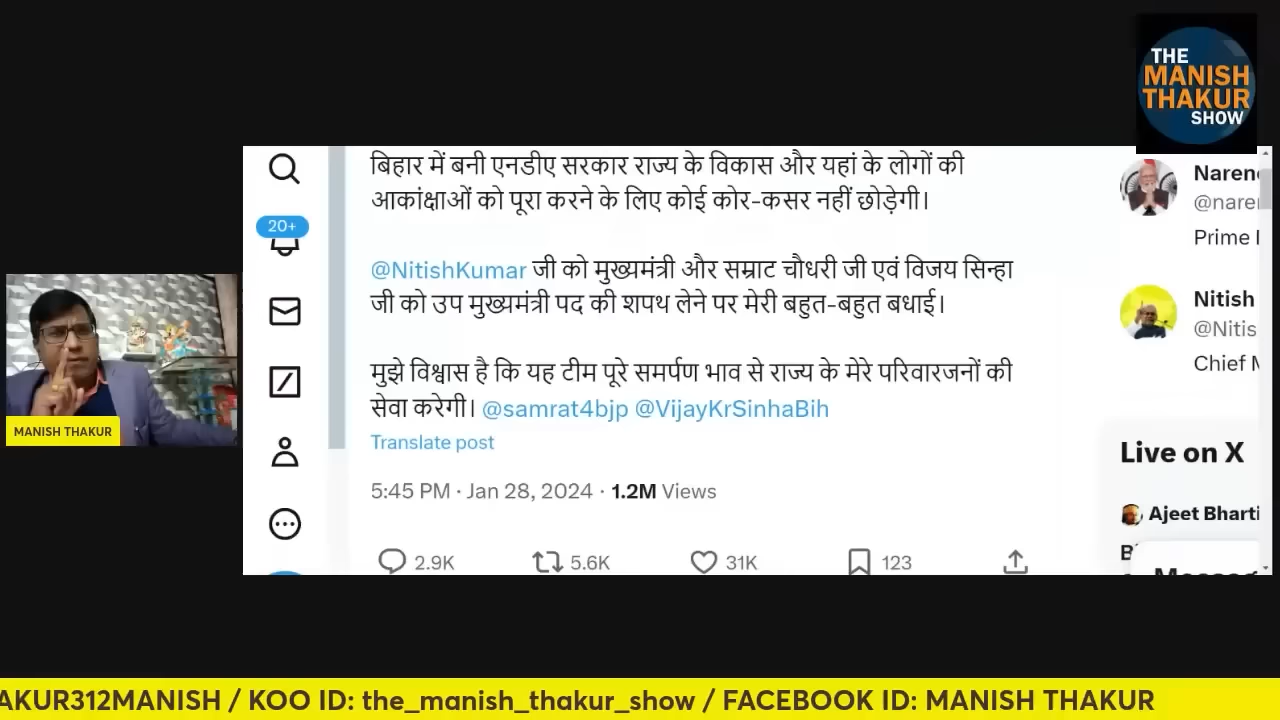 THE
MANISH
THAKUR
SHOW
बिहार में बनी एनडीए सरकार राज्य के विकास और यहां के लोगों की
आकांक्षाओं को पूरा करने के लिए कोई कोर-कसर नहीं छोड़ेगी।
@NitishKumar जी को मुख्यमंत्री और सम्राट चौधरी जी एवं विजय सिन्हा
जी को उप मुख्यमंत्री पद की शपथ लेने पर मेरी बहुत-बहुत बधाई।
मुझे विश्वास है कि यह टीम पूरे समर्पण भाव से राज्य के मेरे परिवारजनों की
सेवा करेगी। @samrat4bjp @VijayKrSinhaBih
Translate post
5:45 PM · Jan 28, 2024 · 1.2M Views
2.9K 5.6K 31K 123
20+
Naren
@narer
Prime
Nitish
@Nitis
Chief
Live on X
Ajeet Bharti
MANISH THAKUR
AKUR312MANISH / KOO ID: the_manish_thakur_show / FACEBOOK ID: MANISH THAKUR